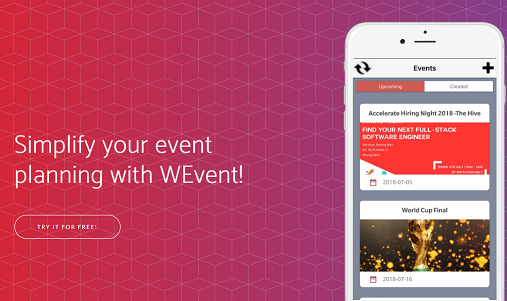 Simplify your event
planning with WEvent!
TRY IT FOR FREE!
Events
Upcoming
Created
Accelerate Hiring Night 2018 -The Hive
FIND YOUR NEXT FULL-STACK
SOFTWARE ENGINEER
2018-07-05
World Cup Final
2018-07-16